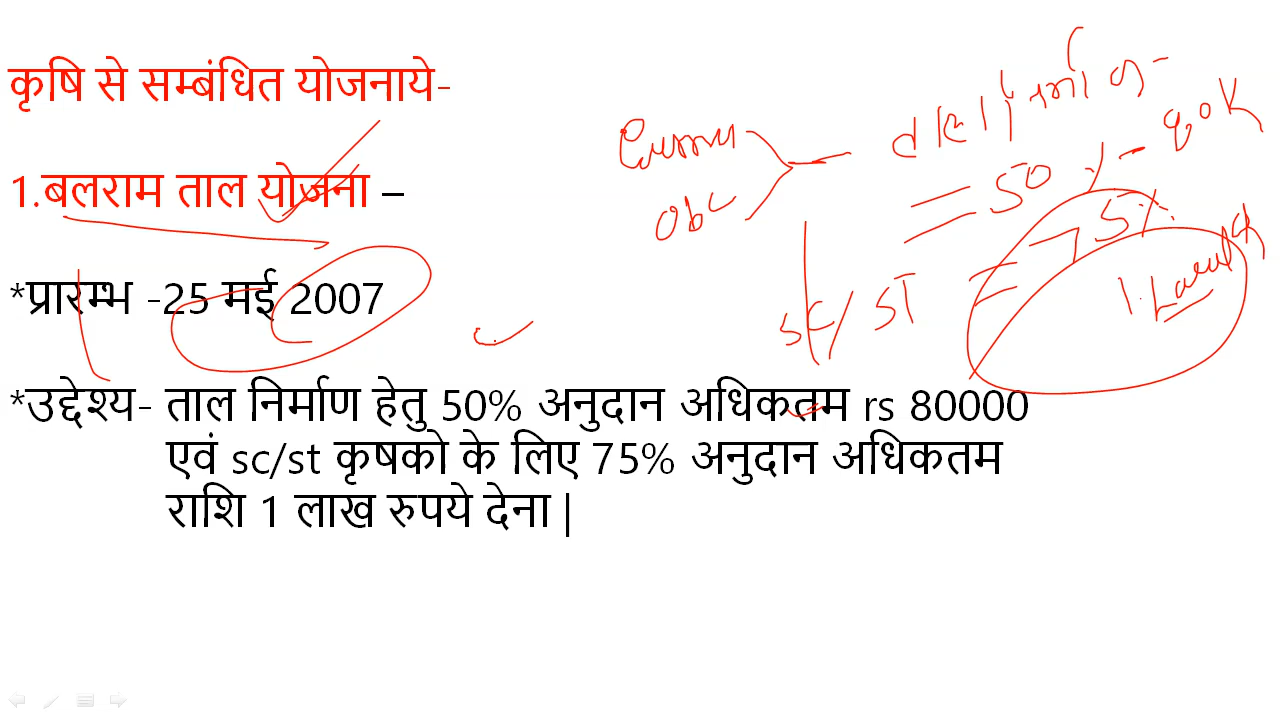 कृषि से सम्बंधित योजनाये-
1.बलराम ताल योजना –
*प्रारम्भ -25 मई 2007
*उद्देश्य- ताल निर्माण हेतु 50% अनुदान अधिकतम rs 80000
एवं sc/st कृषको के लिए 75% अनुदान अधिकतम
राशि 1 लाख रुपये देना |
obc
= 50 % - 80K
sc/ ST = 75%